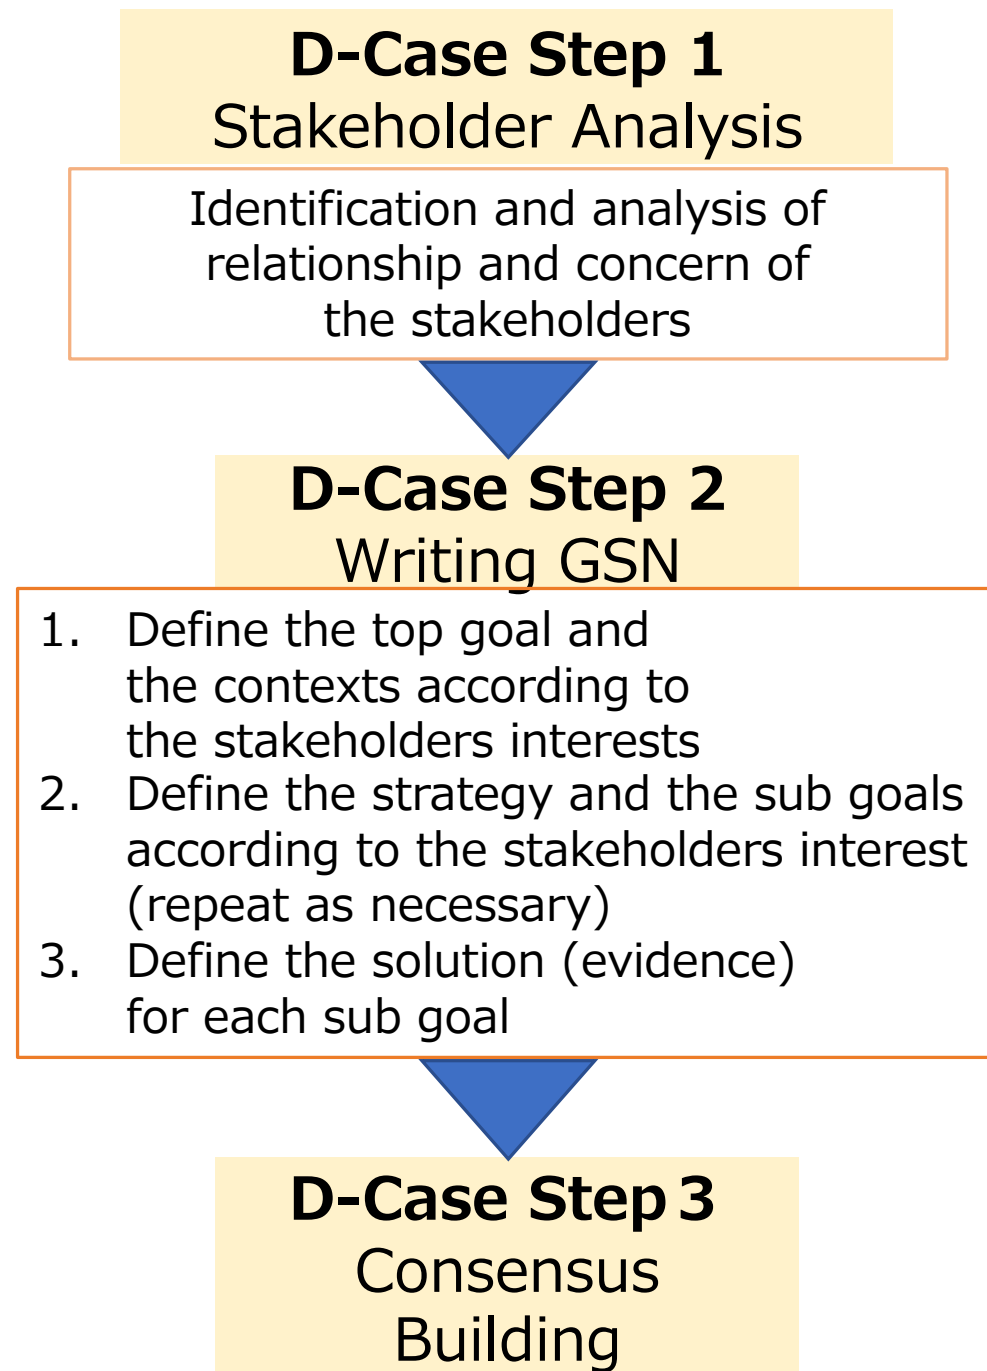 D-Case Step 1
Stakeholder Analysis
Identification and analysis of
relationship and concern of
the stakeholders
D-Case Step 2
Writing GSN
1. Define the top goal and
the contexts according to
the stakeholders interests
2. Define the strategy and the sub goals
according to the stakeholders interest
(repeat as necessary)
3. Define the solution (evidence)
for each sub goal
D-Case Step 3
Consensus
Building